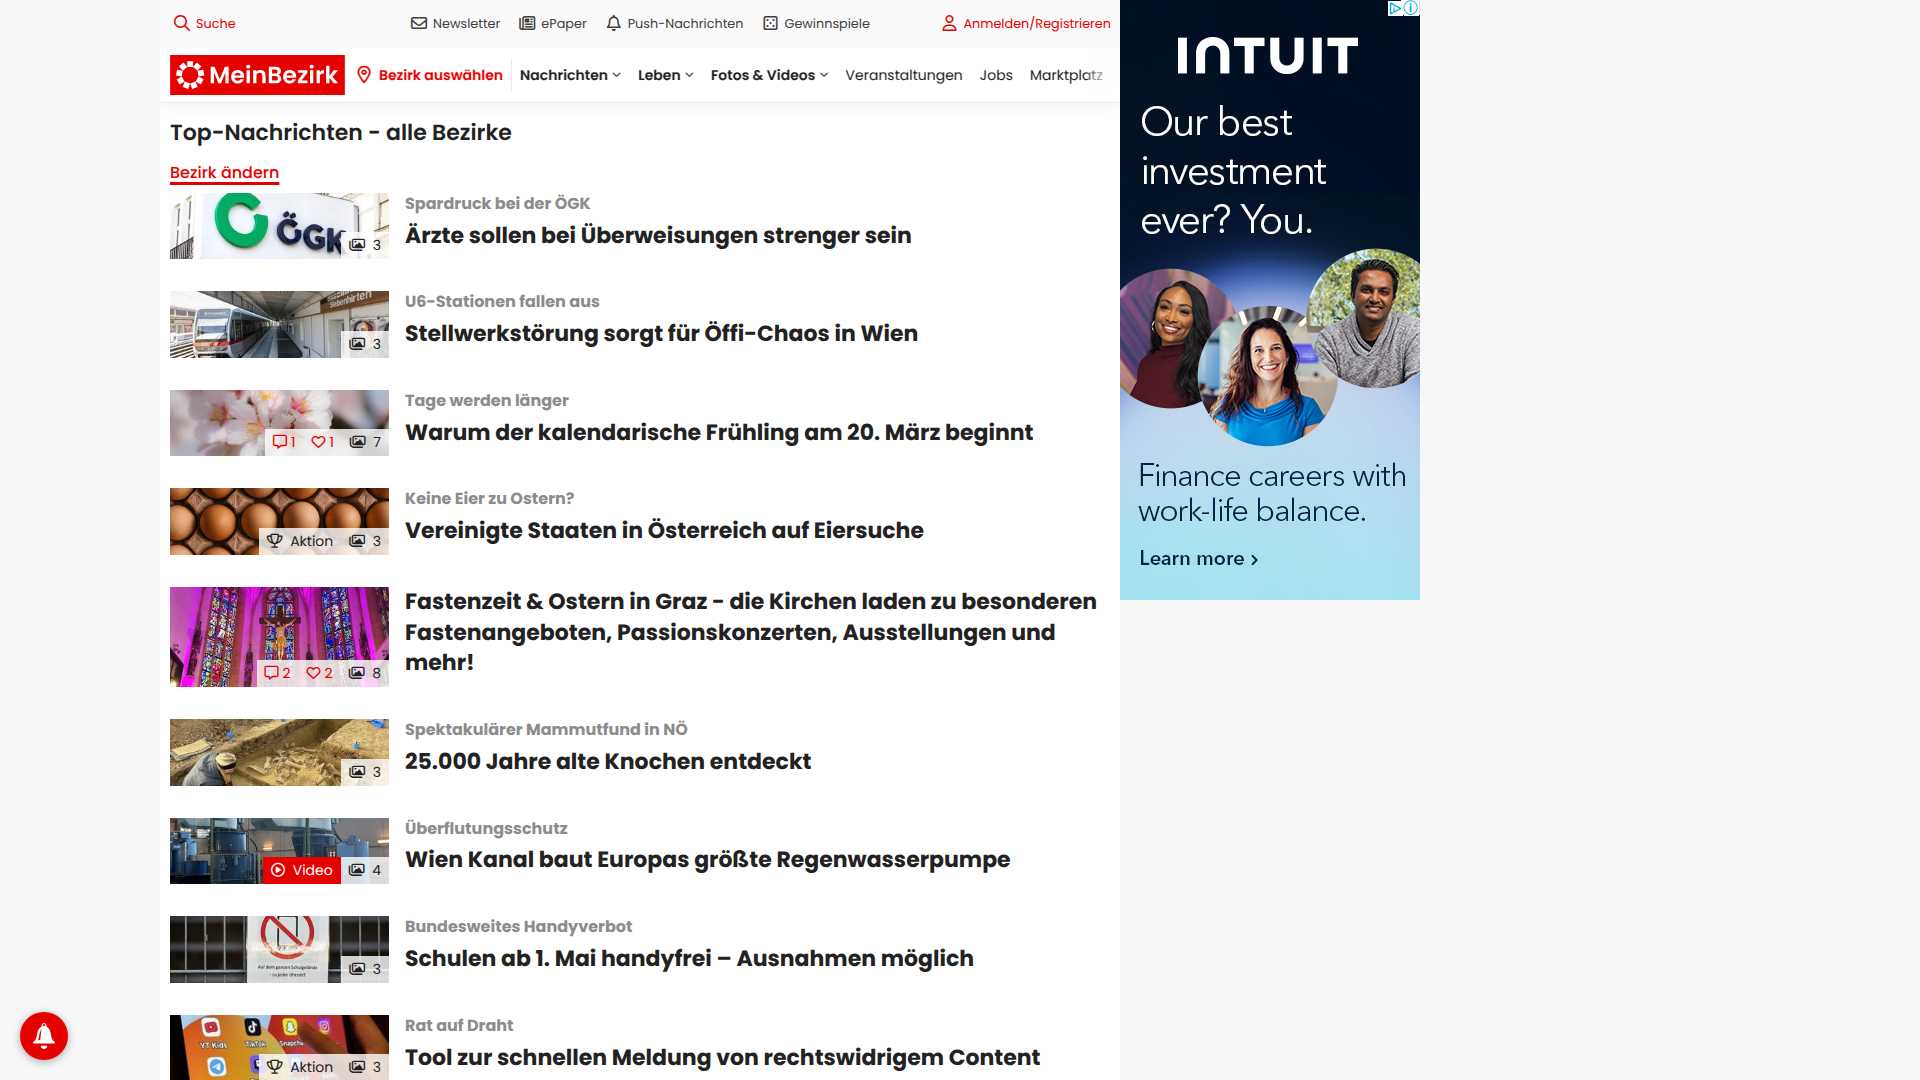 Suche
Newsletter
ePaper
Push-Nachrichten
Gewinnspiele
Anmelden/Registrieren
MeinBezirk
Bezirk auswählen
Nachrichten
Leben
Fotos & Videos
Veranstaltungen
Jobs
Marktplatz
Top-Nachrichten - alle Bezirke
Bezirk ändern
ÖGK
3
Spardruck bei der ÖGK
Ärzte sollen bei Überweisungen strenger sein
Siebenhirten
3
U6-Stationen fallen aus
Stellwerkstörung sorgt für Öffi-Chaos in Wien
1
1
7
Tage werden länger
Warum der kalendarische Frühling am 20. März beginnt
Aktion
3
Keine Eier zu Ostern?
Vereinigte Staaten in Österreich auf Eiersuche
2
2
8
Fastenzeit & Ostern in Graz - die Kirchen laden zu besonderen
Fastenangeboten, Passionskonzerten, Ausstellungen und
mehr!
3
Spektakulärer Mammutfund in NÖ
25.000 Jahre alte Knochen entdeckt
Video
4
Überflutungsschutz
Wien Kanal baut Europas größte Regenwasserpumpe
3
Bundesweites Handyverbot
Schulen ab 1. Mai handyfrei – Ausnahmen möglich
YT Kids
TikTok
Snapchat
Aktion
3
Rat auf Draht
Tool zur schnellen Meldung von rechtswidrigem Content
INTUIT
Our best
investment
ever? You.
Finance careers with
work-life balance.
Learn more